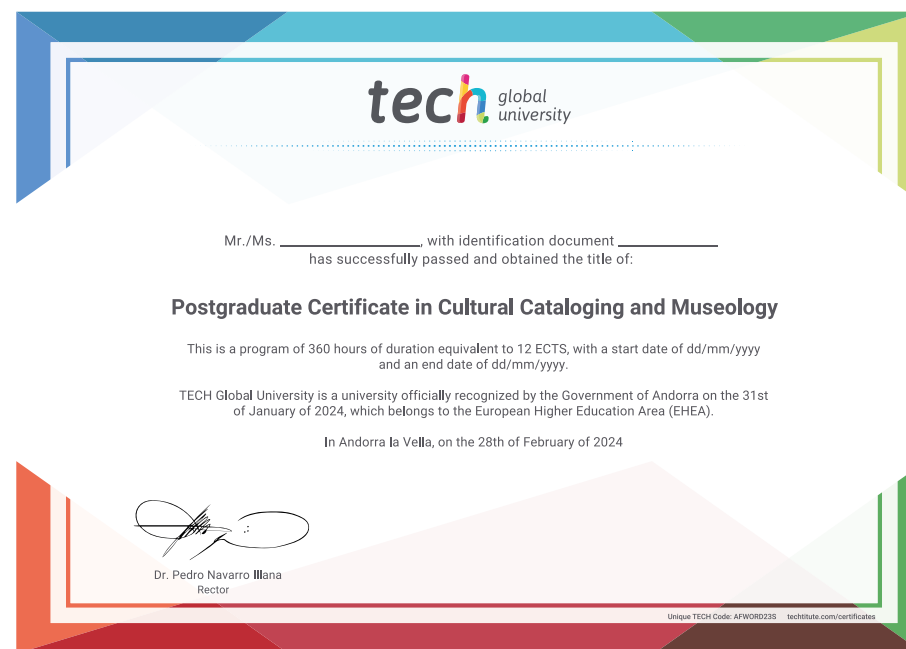 tech global university
Mr./Ms. ____________________, with identification document ______________
has successfully passed and obtained the title of:
Postgraduate Certificate in Cultural Cataloging and Museology
This is a program of 360 hours of duration equivalent to 12 ECTS, with a start date of dd/mm/yyyy
and an end date of dd/mm/yyyy.
TECH Global University is a university officially recognized by the Government of Andorra on the 31st
of January of 2024, which belongs to the European Higher Education Area (EHEA).
In Andorra la Vella, on the 28th of February of 2024
Dr. Pedro Navarro Illana
Rector
Unique TECH Code: AFWORD23S techtitute.com/certificates